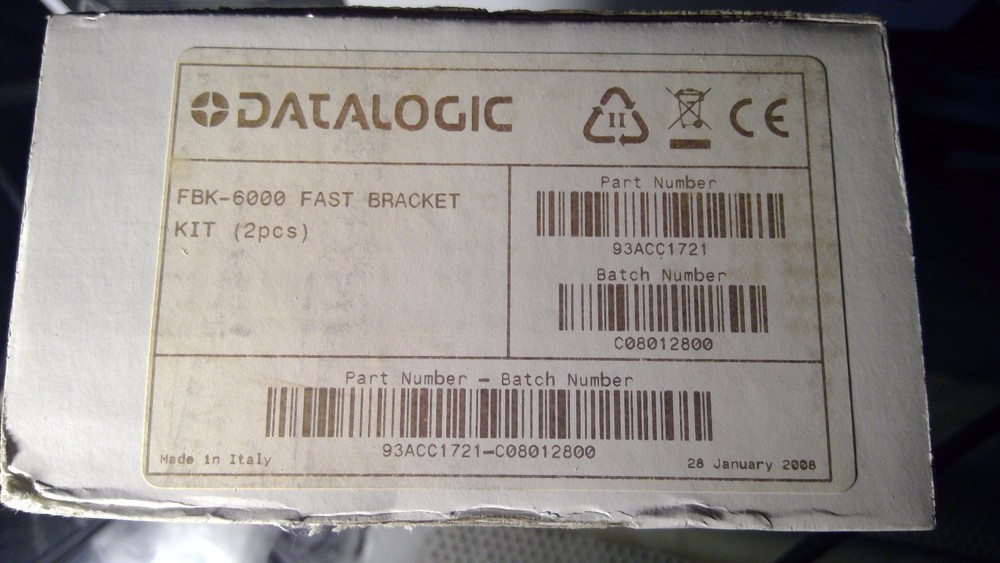 DATALOGIC
II
CE
FBK-6000 FAST BRACKET
KIT (2pcs)
Part Number
93ACC1721
Batch Number
C08012800
Part Number - Batch Number
93ACC1721-C08012800
Made in Italy
28 January 2008